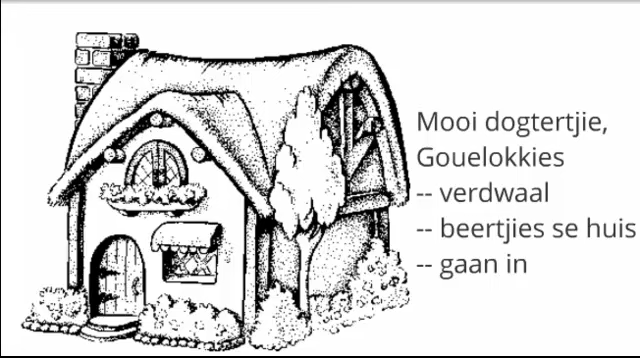 Mooi dogtertjie,
Gouelokkies
-- verdwaal
-- beertjies se huis
-- gaan in